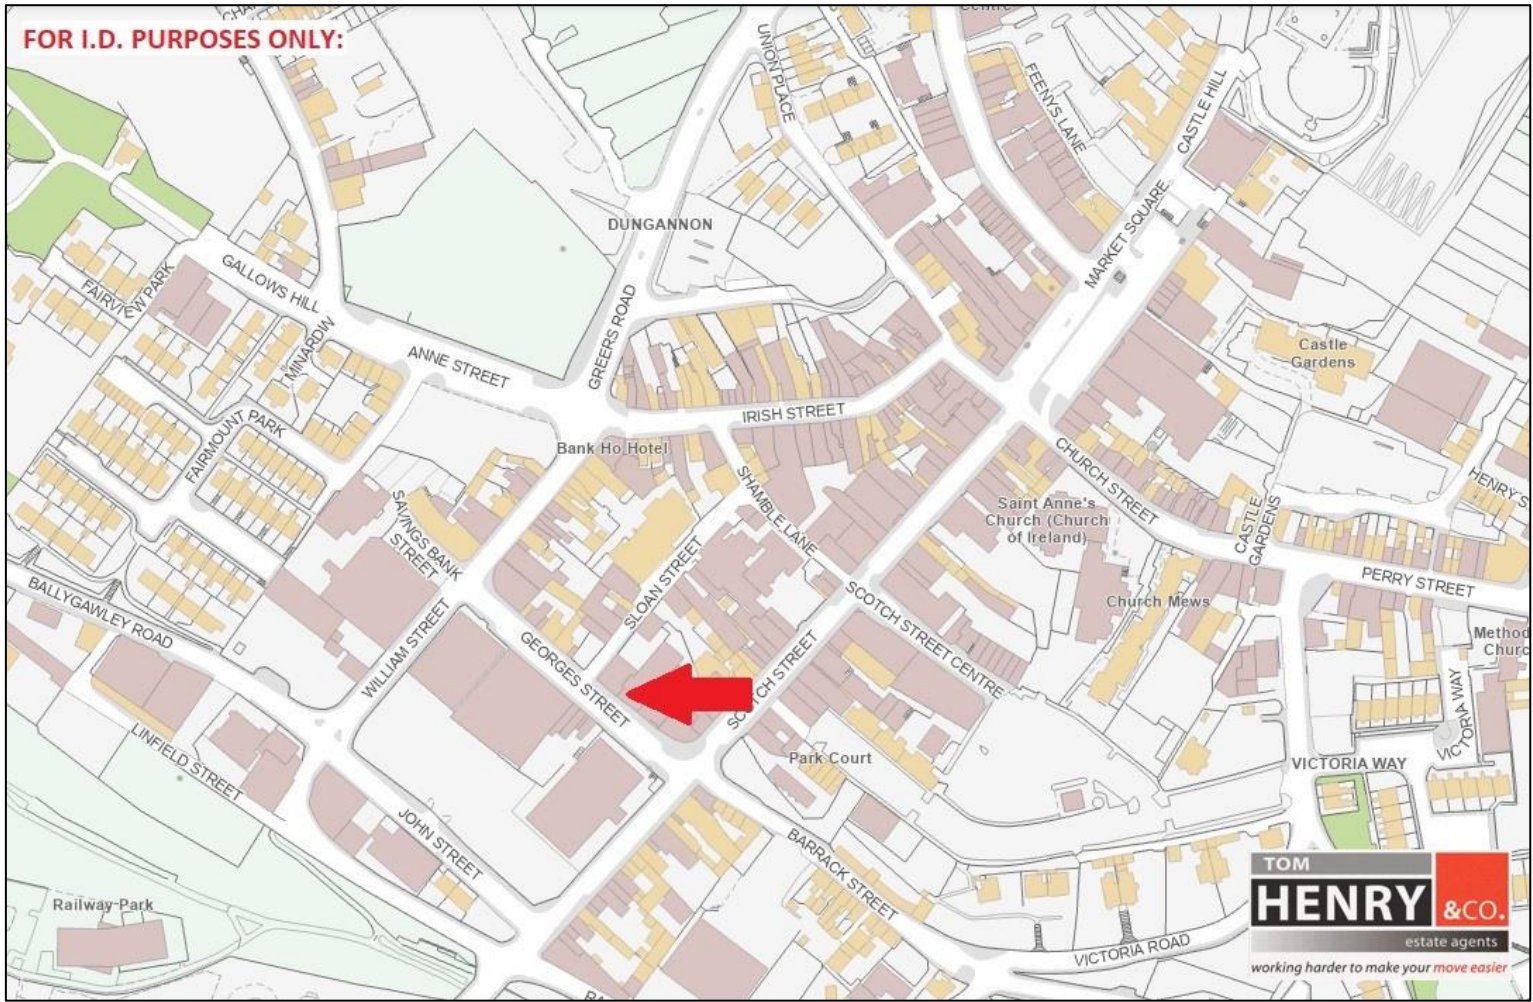 Centre
FOR I.D. PURPOSES ONLY:
UNION PLACE
FEENYS LANE
CASTLE HILL
MARKET SQUARE
DUNGANNON
GALLOWS HILL
FAIRVIEW PARK
MINARDIW
GREERS ROAD
ANNE STREET
Castle
Gardens
IRISH STREET
FAIRMOUNT PARK
Bank Ho Hotel
CHURCH STREET
HENRY S
SAVINGS BANK
STREET
SHAMBLE LANE
Saint Anne's
Church (Church
of Ireland)
CASTLE
GARDENS
SLOAN STREET
PERRY STREET
BALLYGAWLEY ROAD
SCOTCH STREET CENTRE
Church Mews
WILLIAM STREET
GEORGES STREET
SCOTCH STREET
Method
Churc
VICTORIA WAY
LINFIELD STREET
Park Court
VICTORIA WAY
JOHN STREET
BARRACK STREET
Railway Park
VICTORIA ROAD
TOM
HENRY
&CO.
estate agents
working harder to make your move easier